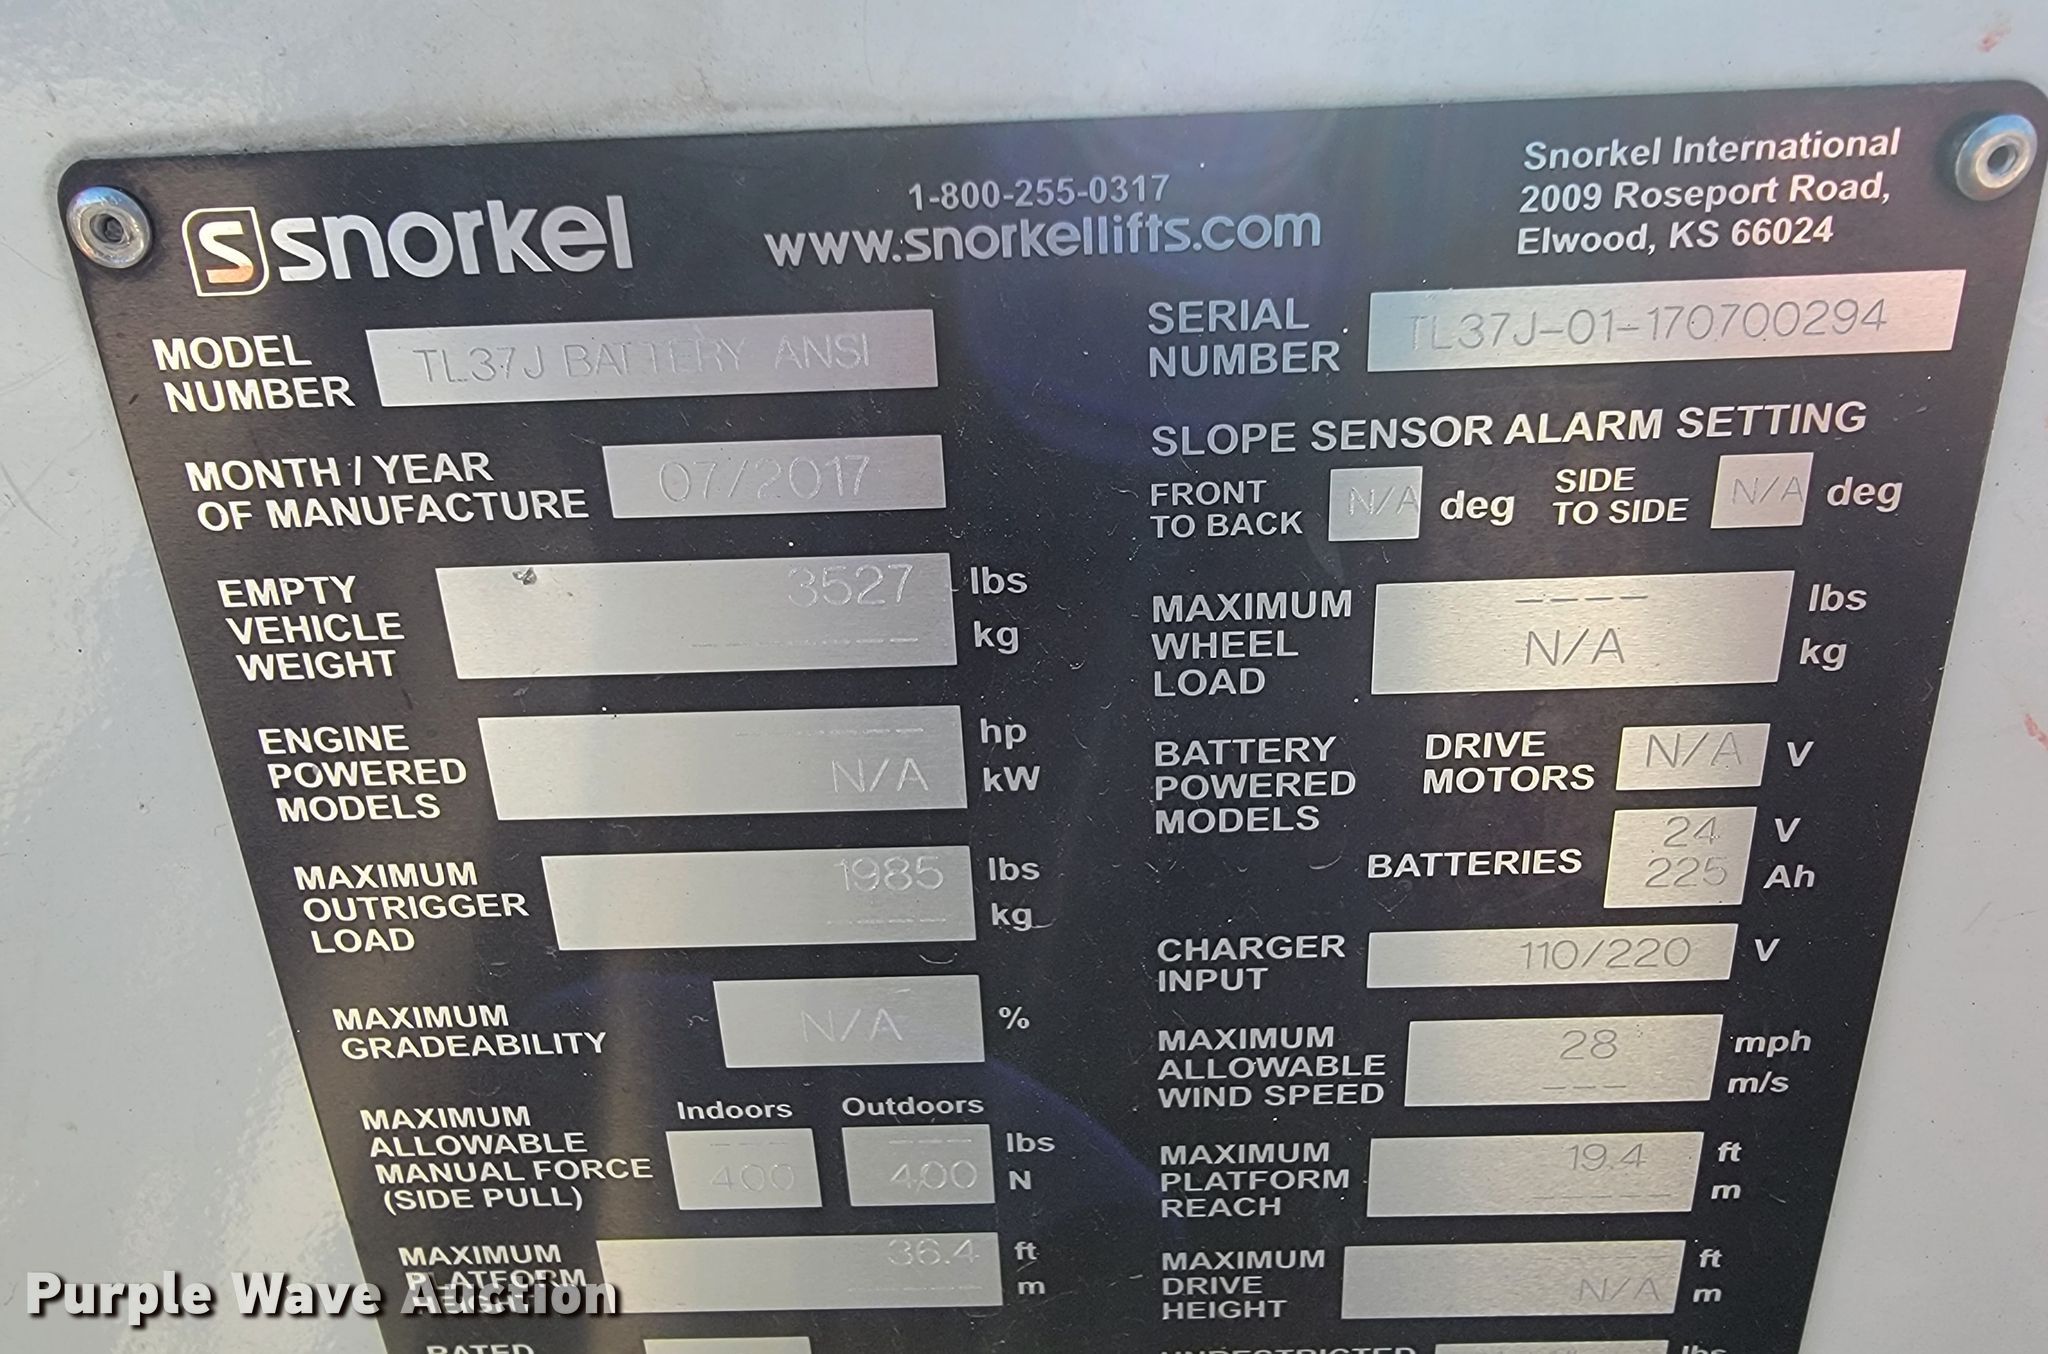 snorkel
1-800-255-0317
www.snorkellifts.com
Snorkel International
2009 Roseport Road,
Elwood, KS 66024
MODEL
NUMBER
TL37J BATTERY ANSI
MONTH / YEAR
OF MANUFACTURE
07/2017
EMPTY
VEHICLE
WEIGHT
3527 lbs
------- kg
ENGINE
POWERED
MODELS
---- hp
N/A kW
MAXIMUM
OUTRIGGER
LOAD
1985 lbs
---- kg
MAXIMUM
GRADEABILITY
N/A %
Indoors Outdoors
MAXIMUM
ALLOWABLE
MANUAL FORCE
(SIDE PULL)
--- --- lbs
400 400 N
MAXIMUM
PLATFORM
HEIGHT
36.4 ft
m
RATED
SERIAL
NUMBER
TL37J-01-170700294
SLOPE SENSOR ALARM SETTING
FRONT
TO BACK
N/A deg
SIDE
TO SIDE
N/A deg
MAXIMUM
WHEEL
LOAD
---- lbs
N/A kg
BATTERY
POWERED
MODELS
DRIVE
MOTORS
N/A V
BATTERIES
24 V
225 Ah
CHARGER
INPUT
110/220 V
MAXIMUM
ALLOWABLE
WIND SPEED
28 mph
--- m/s
MAXIMUM
PLATFORM
REACH
19.4 ft
----- m
MAXIMUM
DRIVE
HEIGHT
---- ft
N/A m
UNRESTRICTED
lbs
Purple Wave Auction